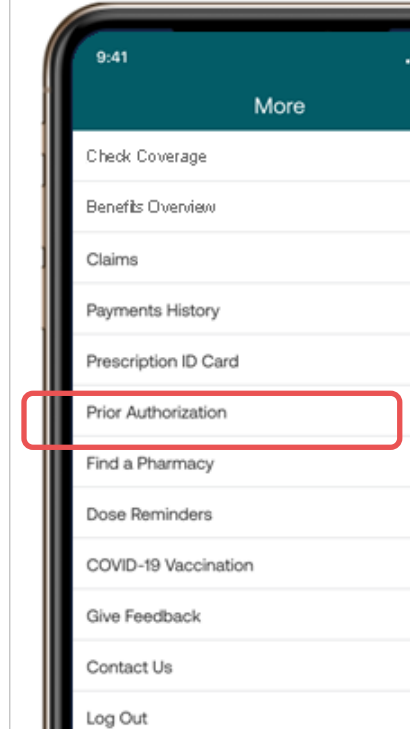 9:41
More
Check Coverage
Benefits Overview
Claims
Payments History
Prescription ID Card
Prior Authorization
Find a Pharmacy
Dose Reminders
COVID-19 Vaccination
Give Feedback
Contact Us
Log Out